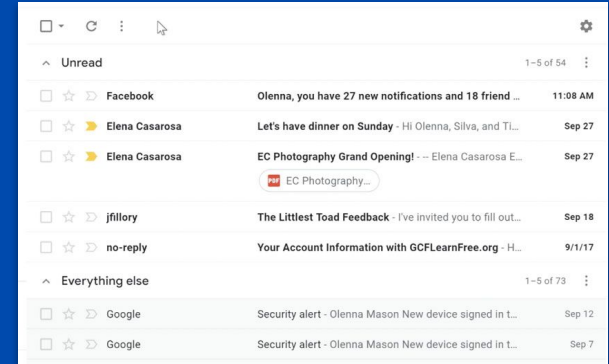 Unread 1–5 of 54
Facebook Olenna, you have 27 new notifications and 18 friend ... 11:08 AM
Elena Casarosa Let's have dinner on Sunday - Hi Olenna, Silva, and Ti... Sep 27
Elena Casarosa EC Photography Grand Opening! - -- Elena Casarosa E... Sep 27
PDF EC Photography...
jfillory The Littlest Toad Feedback - I've invited you to fill out... Sep 18
no-reply Your Account Information with GCFLearnFree.org - H... 9/1/17
Everything else 1–5 of 73
Google Security alert - Olenna Mason New device signed in t... Sep 12
Google Security alert - Olenna Mason New device signed in t... Sep 7